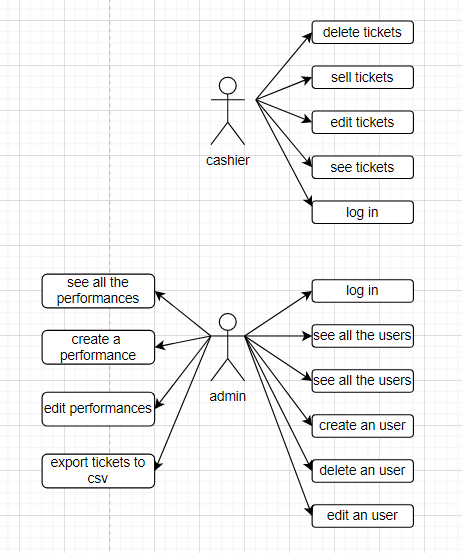 delete tickets
sell tickets
edit tickets
see tickets
log in
cashier
see all the
performances
create a
performance
edit performances
export tickets to
csv
admin
log in
see all the users
see all the users
create an user
delete an user
edit an user